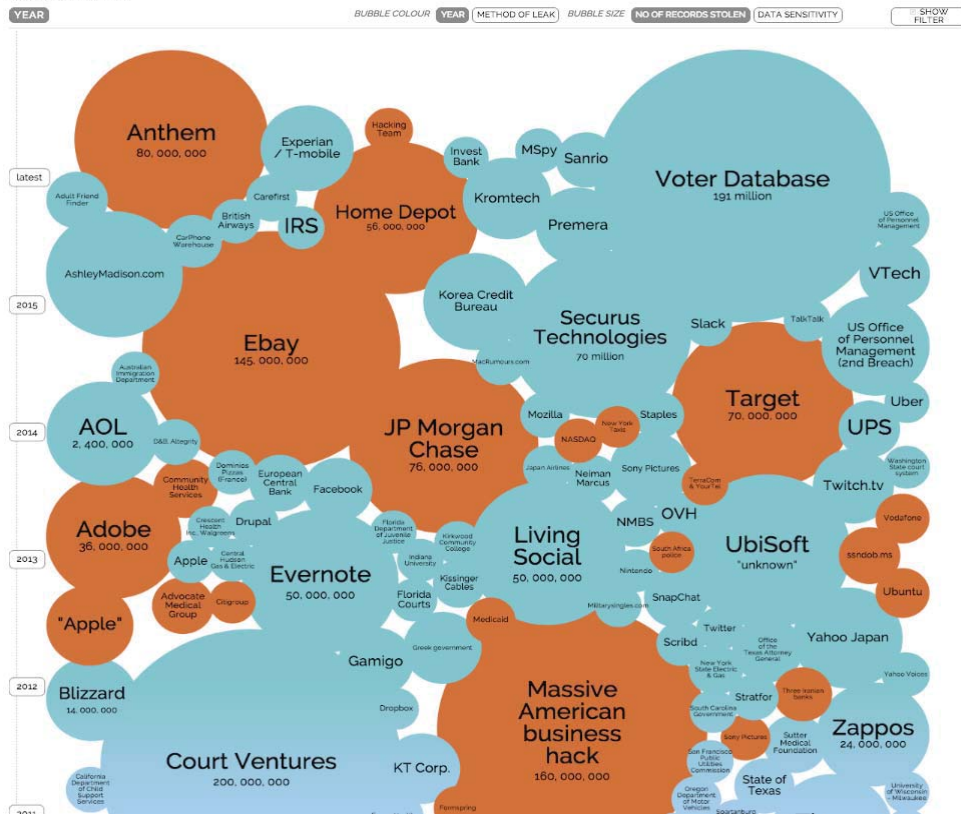 YEAR
BUBBLE COLOUR YEAR METHOD OF LEAK BUBBLE SIZE NO OF RECORDS STOLEN DATA SENSITIVITY
SHOW
FILTER
latest
Anthem
80, 000, 000
Experian
/ T-mobile
Hacking
Team
Invest
Bank
MSpy
Sanrio
Voter Database
191 million
Adult Friend
Finder
Carefirst
British
Airways
IRS
Home Depot
56, 000, 000
Kromtech
Premera
US Office
of Personnel
Management
CarPhone
Warehouse
AshleyMadison.com
VTech
2015
Korea Credit
Bureau
Securus
Technologies
70 million
Slack
TalkTalk
US Office
of Personnel
Management
(2nd Breach)
Ebay
145, 000, 000
MacRumours.com
Australian
Immigration
Department
Target
70, 000, 000
Uber
2014
AOL
2, 400, 000
D&B, Altegrity
JP Morgan
Chase
76, 000, 000
Mozilla
New York
Taxis
Staples
NASDAQ
UPS
Japan Airlines
Neiman
Marcus
Sony Pictures
Washington
State court
system
Community
Health
Services
Dominios
Pizzas
(France)
European
Central
Bank
Facebook
TerraCom
& YourTel
Twitch.tv
Adobe
36, 000, 000
Crescent
Health
Inc., Walgreens
Drupal
Florida
Department
of Juvenile
Justice
Kirkwood
Community
College
Living
Social
50, 000, 000
NMBS
OVH
UbiSoft
"unknown"
Vodafone
2013
Apple
Central
Hudson
Gas & Electric
Evernote
50, 000, 000
Indiana
University
Kissinger
Cables
South Africa
police
Nintendo
ssndob.ms
Advocate
Medical
Group
Citigroup
Florida
Courts
Militarysingles.com
SnapChat
Ubuntu
"Apple"
Medicaid
Scribd
Twitter
Office
of the
Texas Attorney
General
Yahoo Japan
Gamigo
Greek government
New York
State Electric
& Gas
Yahoo Voices
2012
Blizzard
14, 000, 000
Dropbox
Massive
American
business
hack
160, 000, 000
South Carolina
Government
Stratfor
Three Iranian
banks
Sony Pictures
Sutter
Medical
Foundation
Zappos
24, 000, 000
Court Ventures
200, 000, 000
KT Corp.
San Francisco
Public
Utilities
Commission
California
Department
of Child
Support
Services
State of
Texas
Oregon
Department
of Motor
Vehicles
University
of Wisconsin
- Milwaukee
Formspring
2011